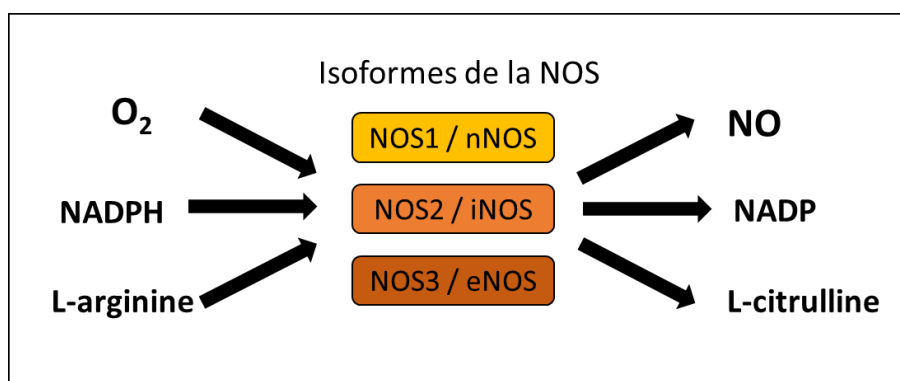 Isoformes de la NOS
O₂
NADPH
L-arginine
NOS1 / nNOS
NOS2 / iNOS
NOS3 / eNOS
NO
NADP
L-citrulline